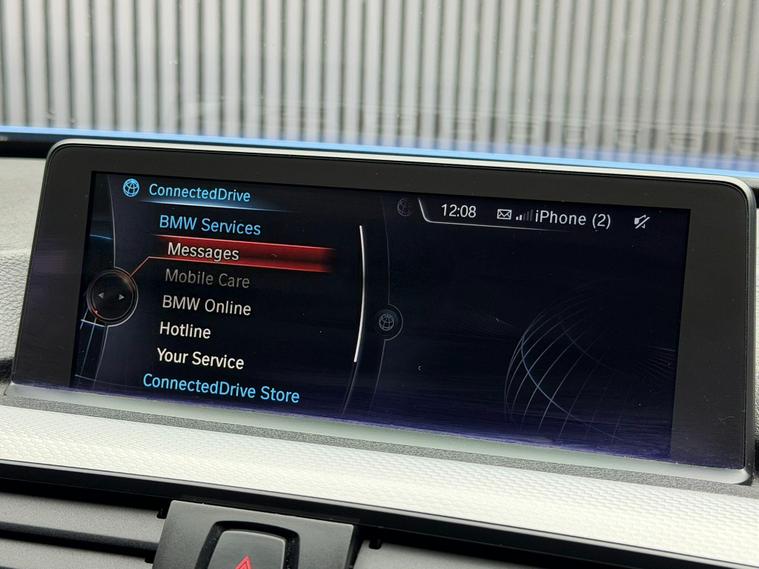 ConnectedDrive
12:08 iPhone (2)
BMW Services
Messages
Mobile Care
BMW Online
Hotline
Your Service
ConnectedDrive Store